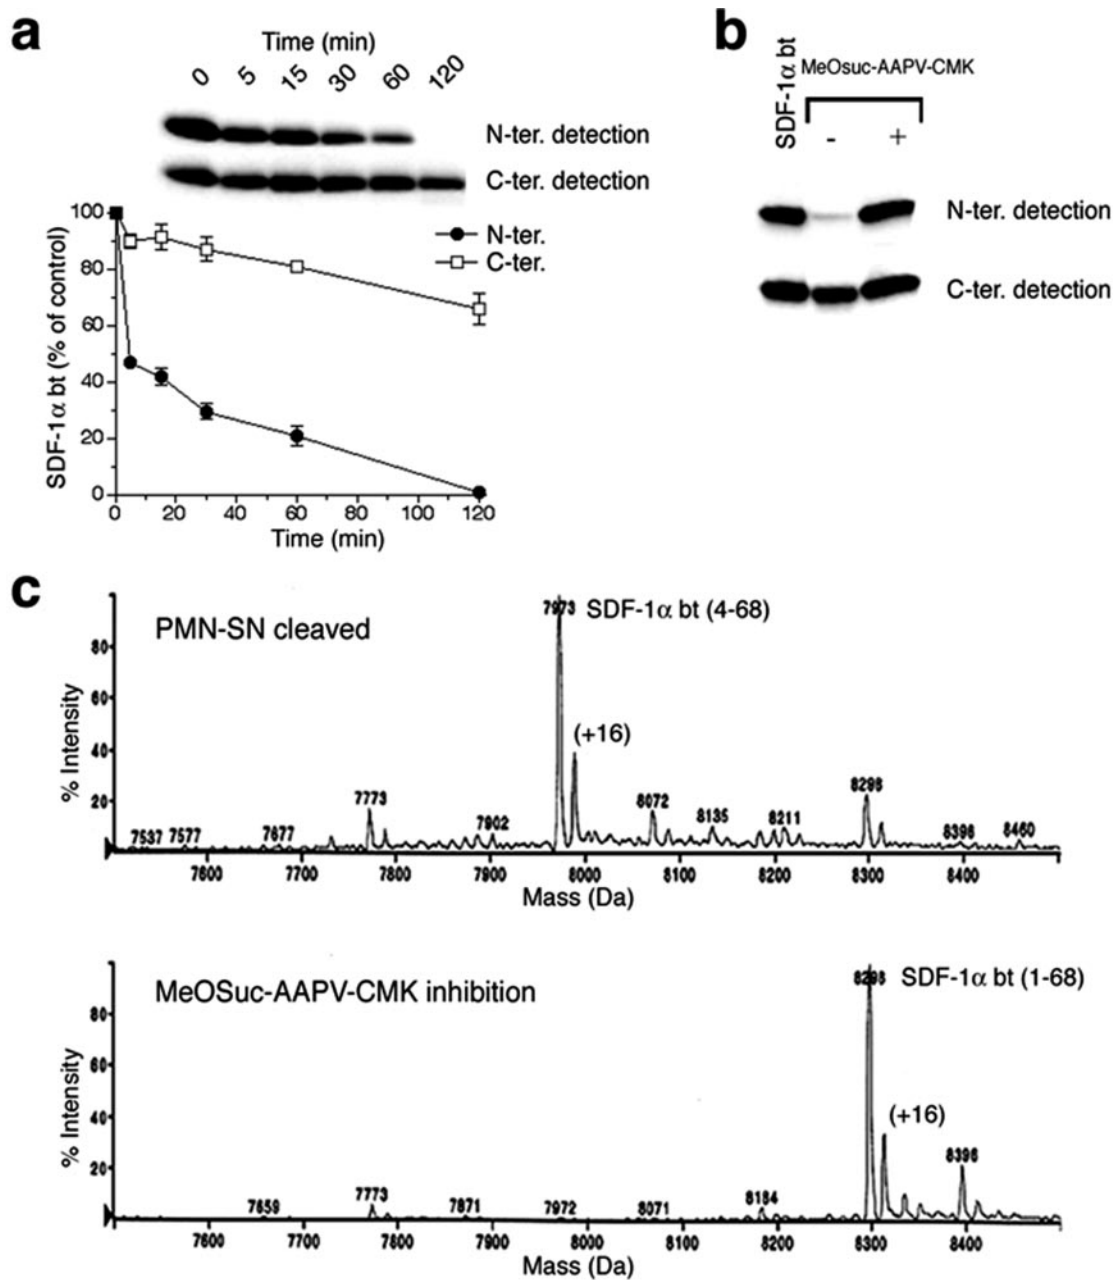 a
Time (min)
0 5 15 30 60 120
N-ter. detection
C-ter. detection
100
80
60
40
20
0
SDF-1α bt (% of control)
N-ter.
C-ter.
0 20 40 60 80 100 120
Time (min)
b
SDF-1α bt
MeOsuc-AAPV-CMK
- +
N-ter. detection
C-ter. detection
c
PMN-SN cleaved
7973 SDF-1α bt (4-68)
(+16)
% Intensity
80
60
40
20
7537 7577 7677 7773 7902 8072 8135 8211 8298 8398 8460
7600 7700 7800 7900 8000 8100 8200 8300 8400
Mass (Da)
MeOSuc-AAPV-CMK inhibition
8298 SDF-1α bt (1-68)
(+16)
% Intensity
80
60
40
20
7659 7773 7871 7972 8071 8184 8398
7600 7700 7800 7900 8000 8100 8200 8300 8400
Mass (Da)